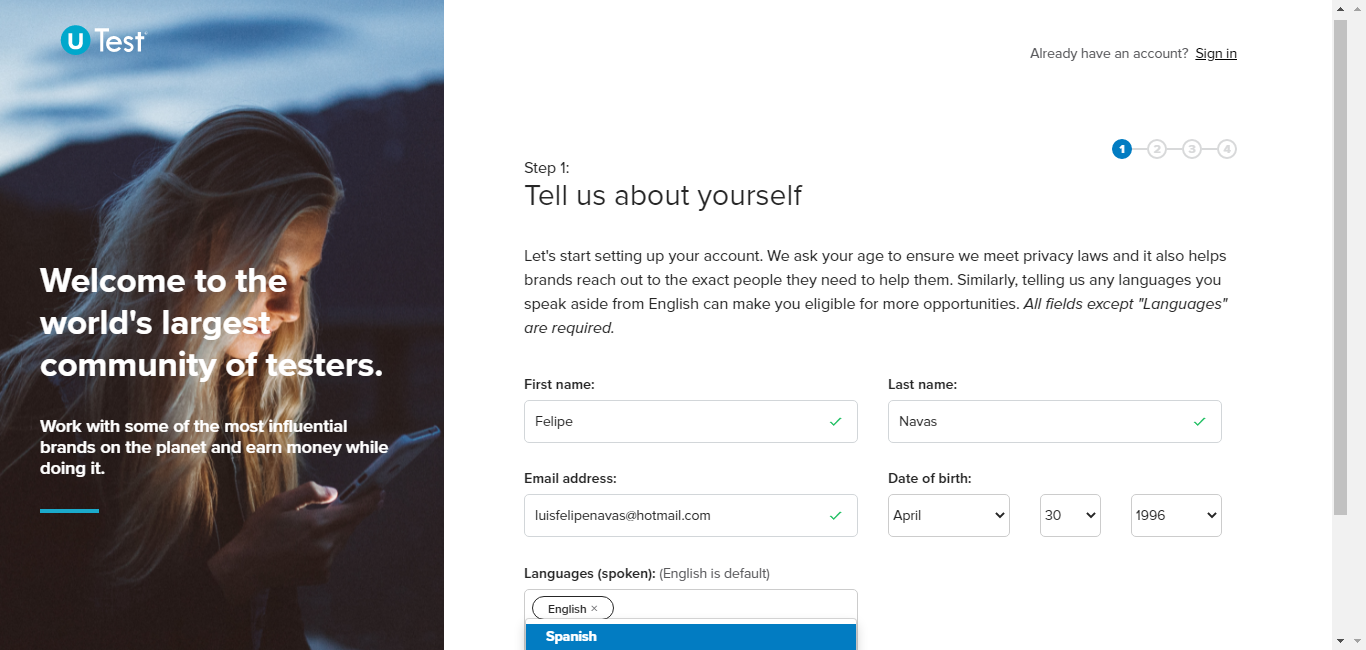 U Test
Already have an account? Sign in
1 2 3 4
Step 1:
Tell us about yourself
Let's start setting up your account. We ask your age to ensure we meet privacy laws and it also helps
brands reach out to the exact people they need to help them. Similarly, telling us any languages you
speak aside from English can make you eligible for more opportunities. All fields except "Languages"
are required.
Welcome to the
world's largest
community of testers.
Work with some of the most influential
brands on the planet and earn money while
doing it.
First name:
Last name:
Felipe
Navas
Email address:
Date of birth:
luisfelipenavas@hotmail.com
April
30
1996
Languages (spoken): (English is default)
English ×
Spanish